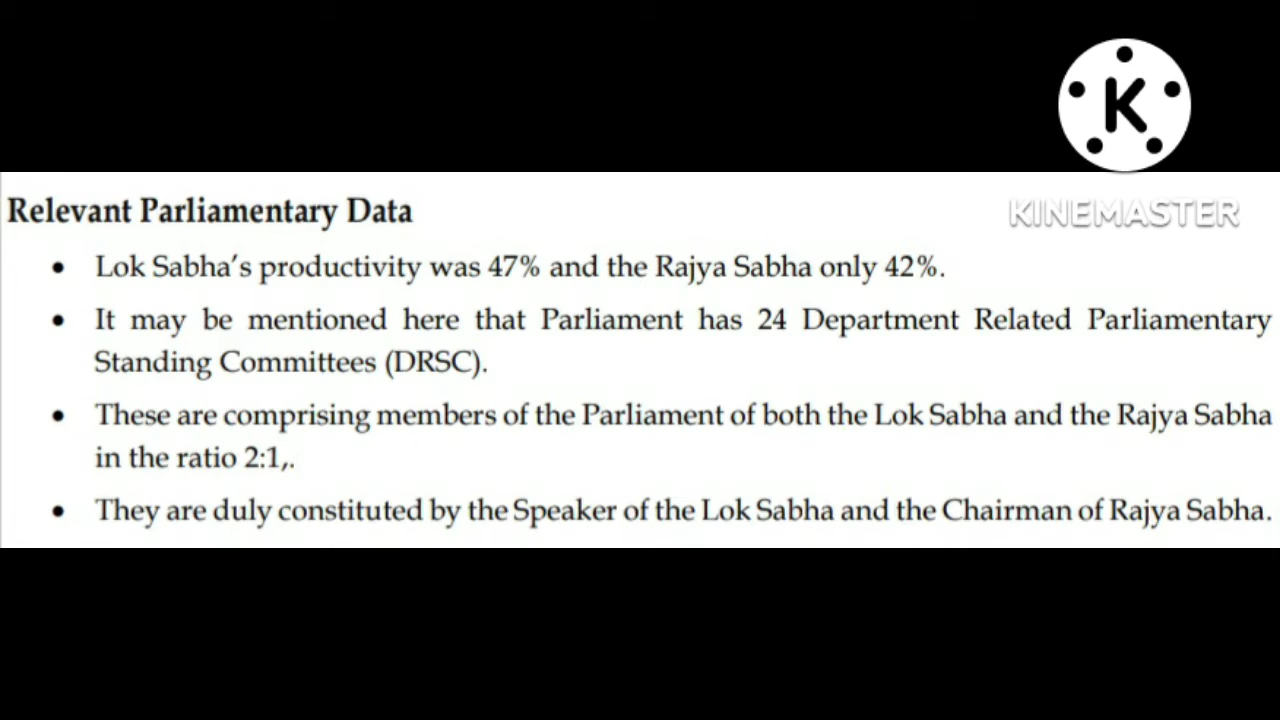 K
KINEMASTER
Relevant Parliamentary Data
• Lok Sabha's productivity was 47% and the Rajya Sabha only 42%.
• It may be mentioned here that Parliament has 24 Department Related Parliamentary
Standing Committees (DRSC).
• These are comprising members of the Parliament of both the Lok Sabha and the Rajya Sabha
in the ratio 2:1,.
• They are duly constituted by the Speaker of the Lok Sabha and the Chairman of Rajya Sabha.